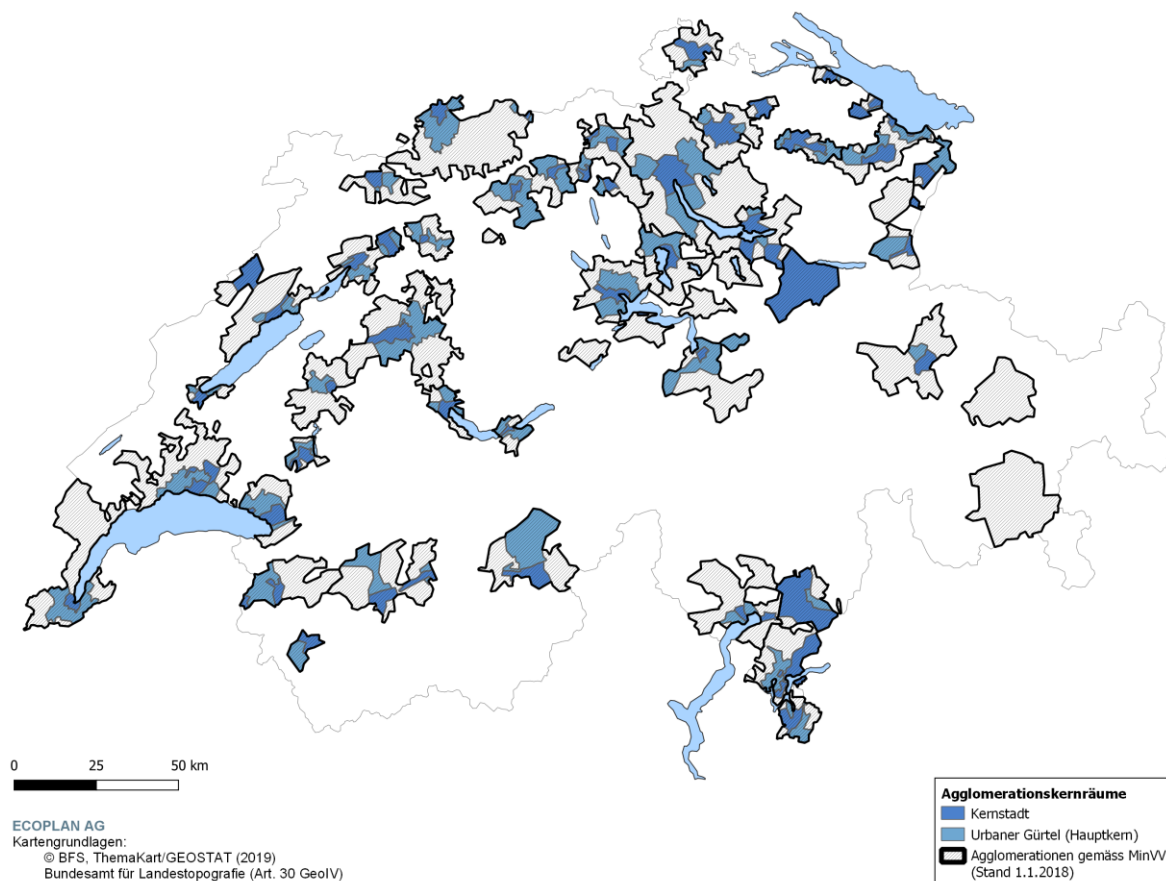 0 25 50 km
ECOPLAN AG
Kartengrundlagen:
© BFS, ThemaKart/GEOSTAT (2019)
Bundesamt für Landestopografie (Art. 30 GeoIV)
Agglomerationskernräume
Kernstadt
Urbaner Gürtel (Hauptkern)
Agglomerationen gemäss MinVV
(Stand 1.1.2018)